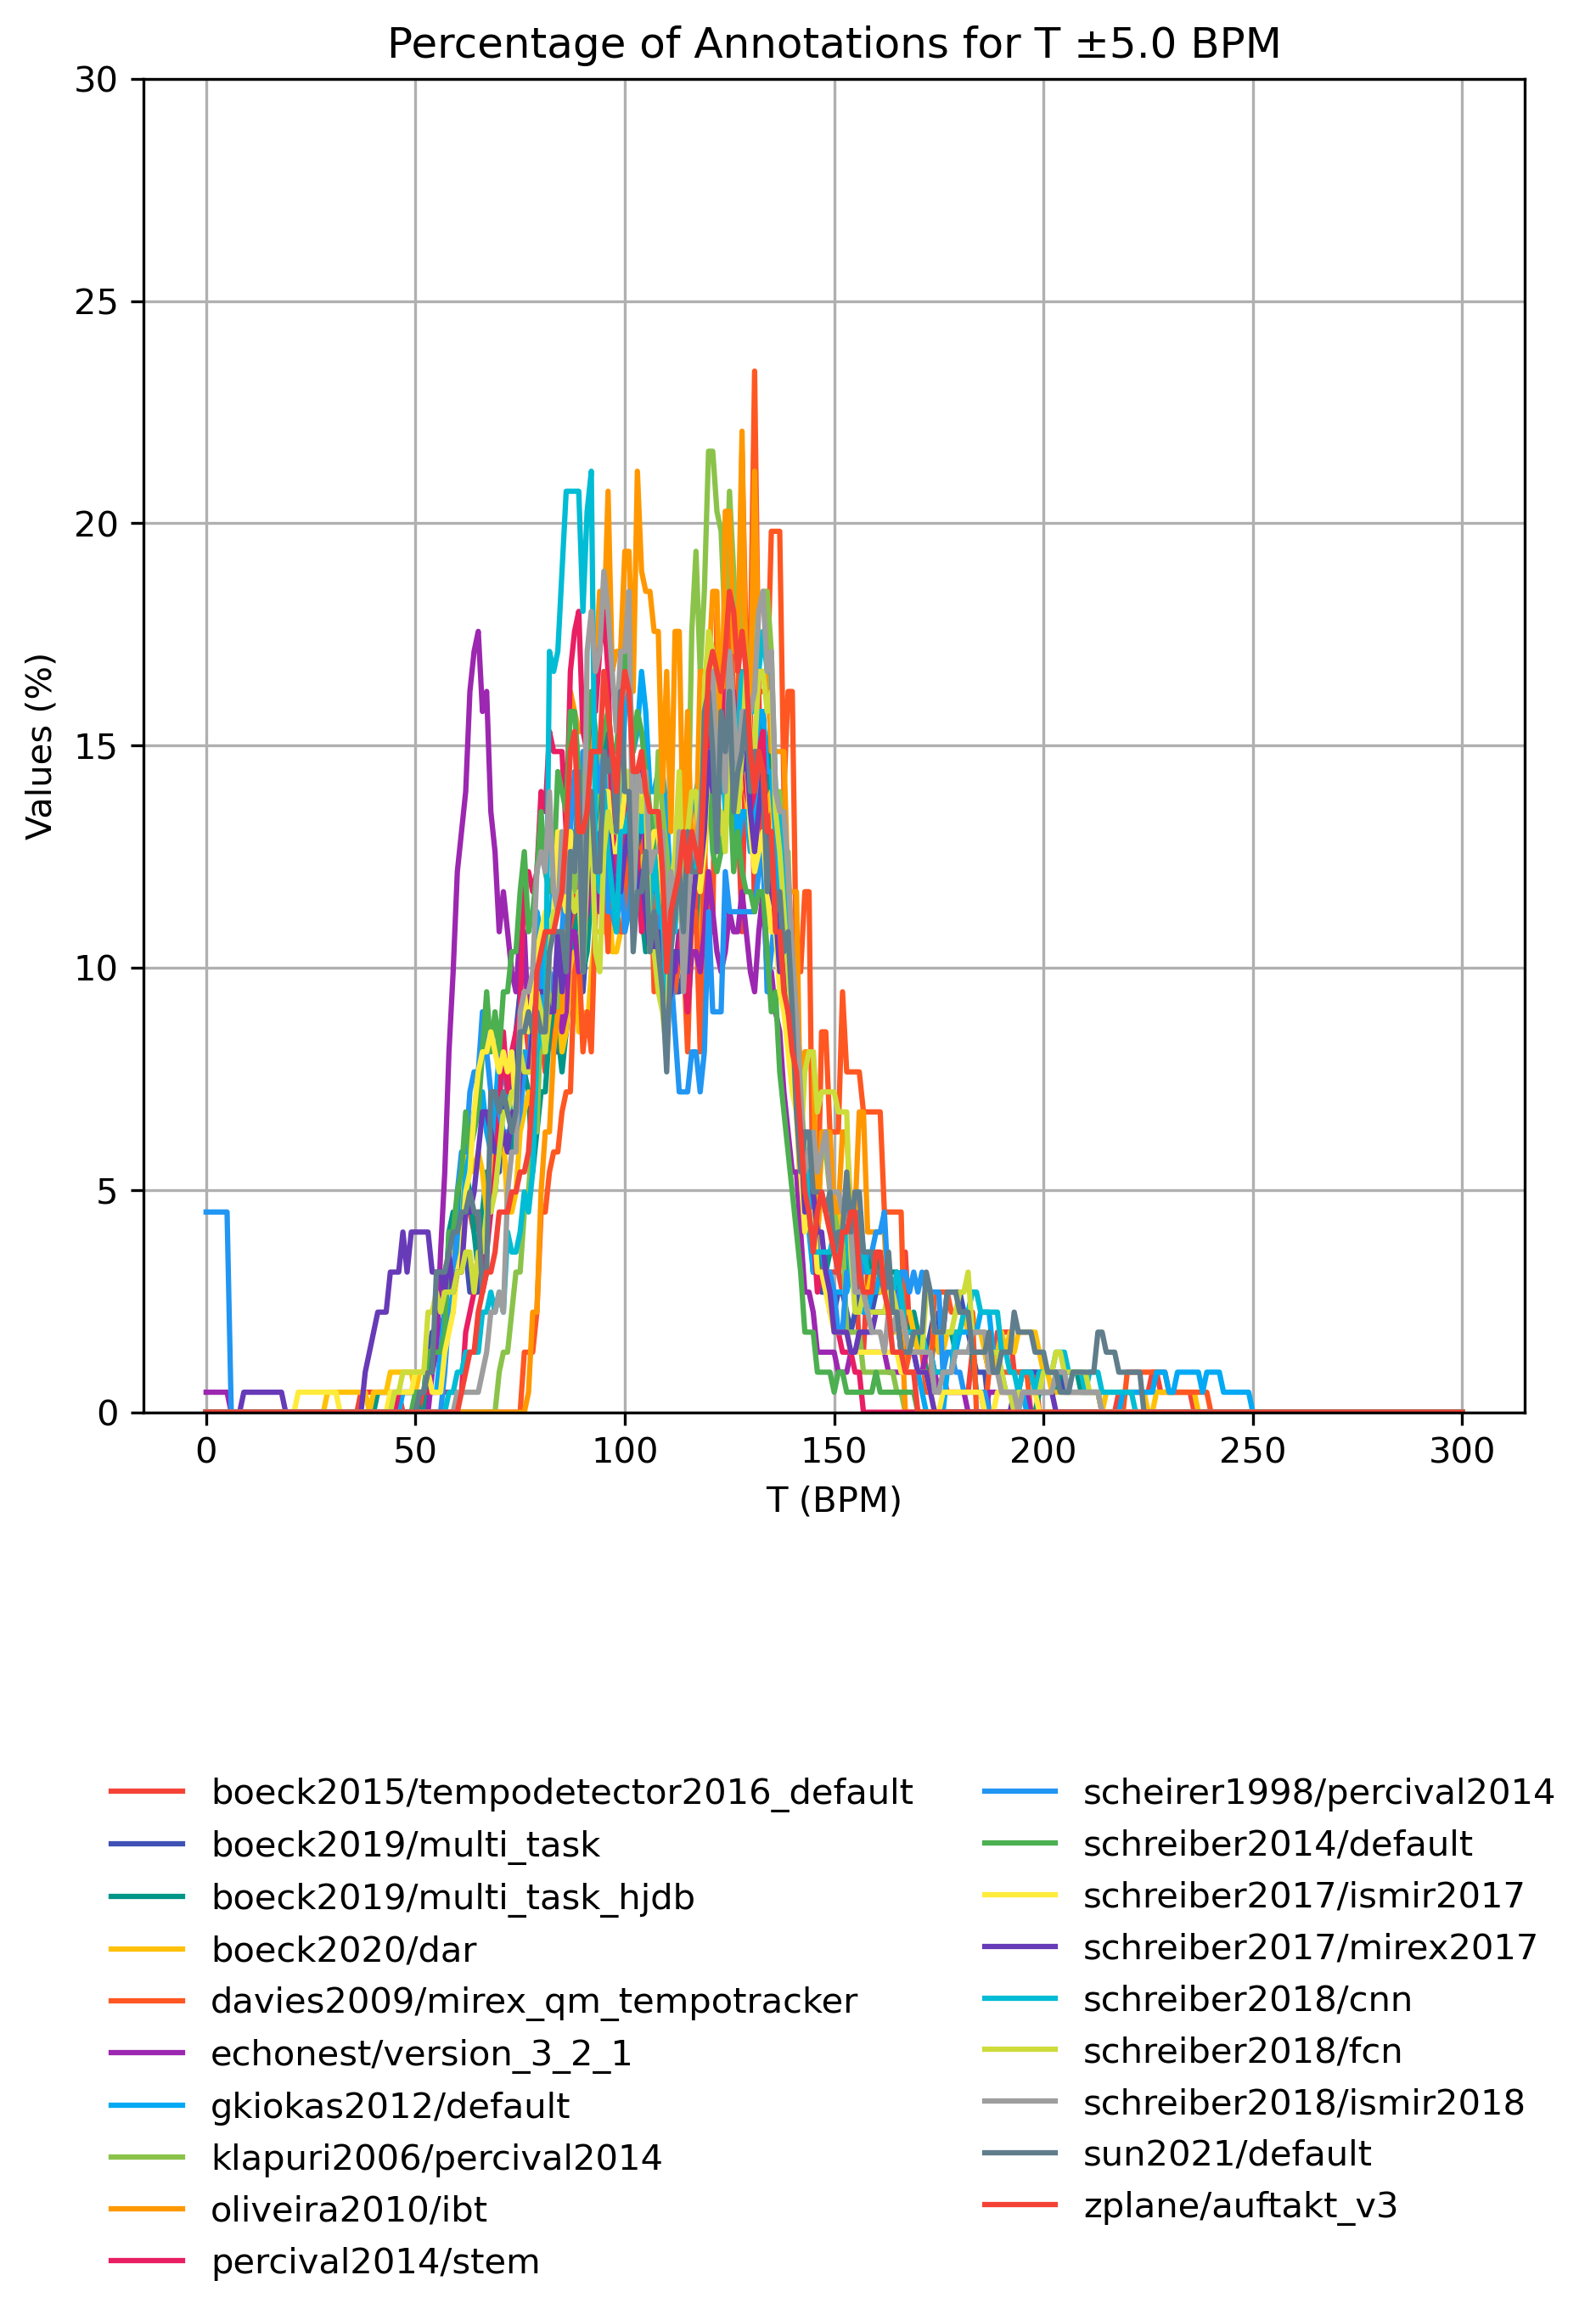 Percentage of Annotations for T ±5.0 BPM
30
25
20
15
10
5
0
Values (%)
0 50 100 150 200 250 300
T (BPM)
boeck2015/tempodetector2016_default
boeck2019/multi_task
boeck2019/multi_task_hjdb
boeck2020/dar
davies2009/mirex_qm_tempotracker
echonest/version_3_2_1
gkiokas2012/default
klapuri2006/percival2014
oliveira2010/ibt
percival2014/stem
scheirer1998/percival2014
schreiber2014/default
schreiber2017/ismir2017
schreiber2017/mirex2017
schreiber2018/cnn
schreiber2018/fcn
schreiber2018/ismir2018
sun2021/default
zplane/auftakt_v3